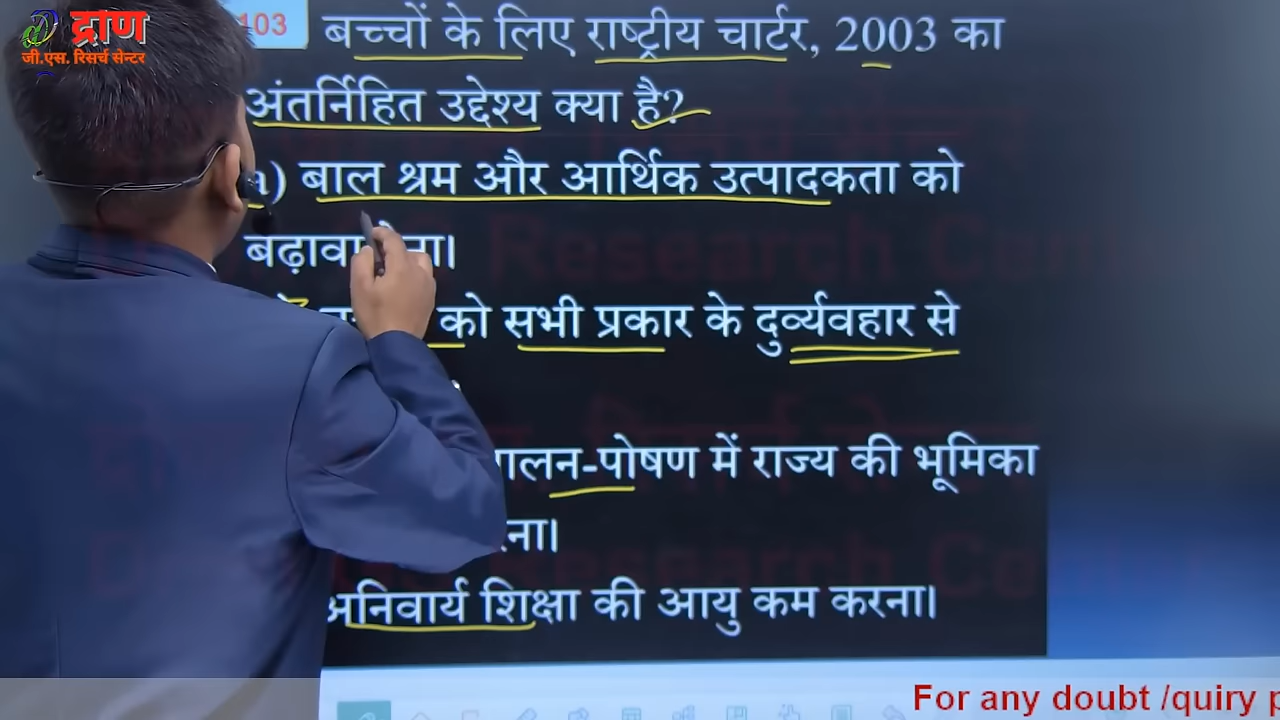 द्राण
जी.एस. रिसर्च सेन्टर
103
बच्चों के लिए राष्ट्रीय चार्टर, 2003 का
अंतर्निहित उद्देश्य क्या है?
a) बाल श्रम और आर्थिक उत्पादकता को
बढ़ावा
को सभी प्रकार के दुर्व्यवहार से
पालन-पोषण में राज्य की भूमिका
अनिवार्य शिक्षा की आयु कम करना।
Research
For any doubt /quiry p